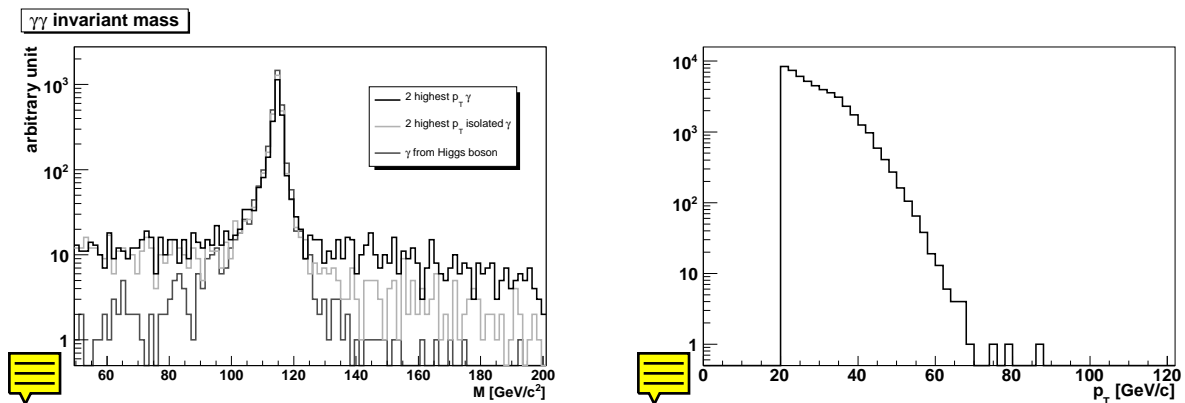 γγ invariant mass
arbitrary unit
10³
10²
10
1
2 highest p_T γ
2 highest p_T isolated γ
γ from Higgs boson
60 80 100 120 140 160 180 200
M [GeV/c²]
10⁴
10³
10²
10
1
0 20 40 60 80 100 120
p_T [GeV/c]